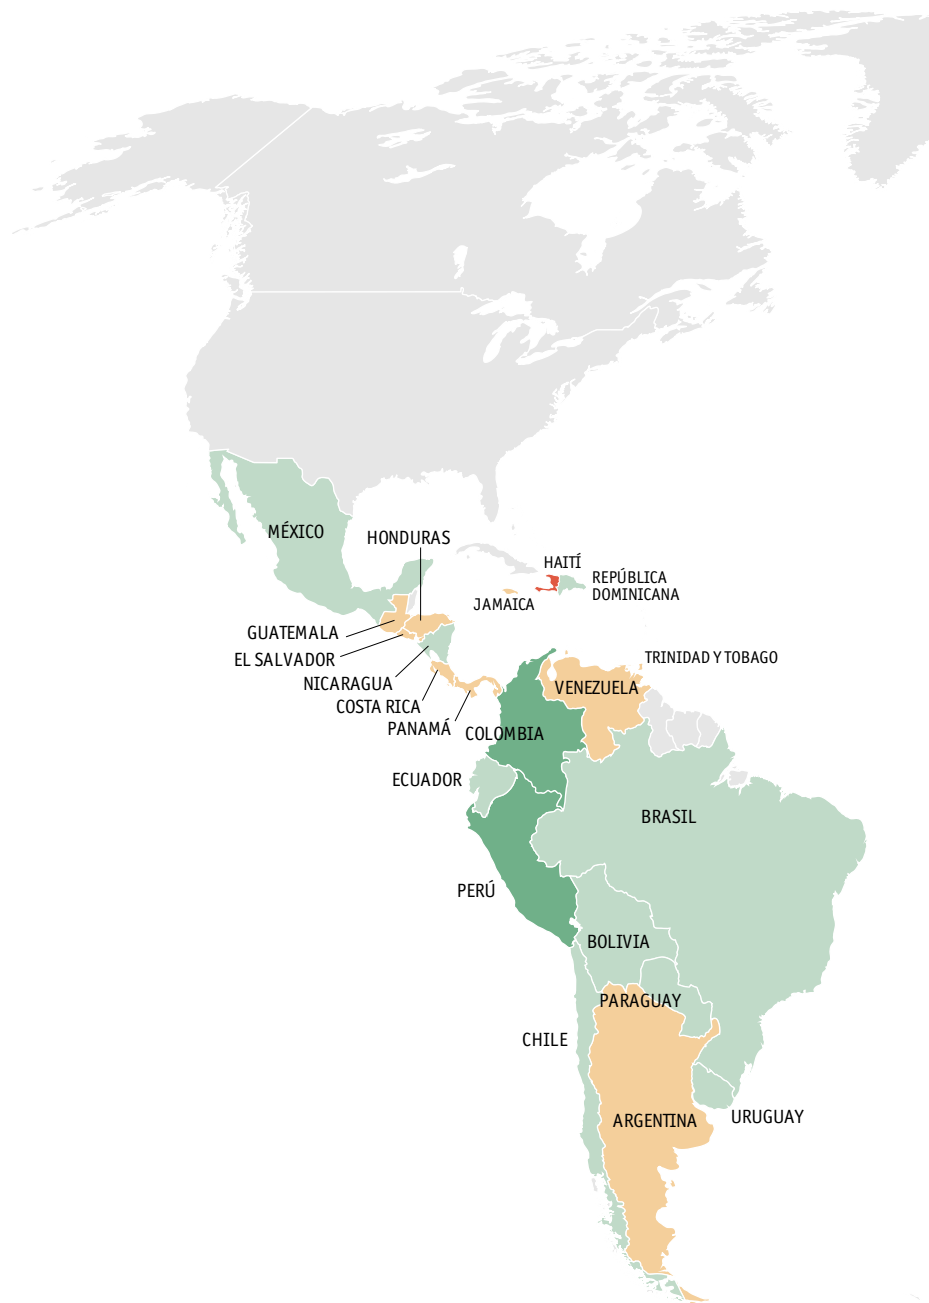 MÉXICO
HONDURAS
HAITÍ
REPÚBLICA
DOMINICANA
JAMAICA
GUATEMALA
EL SALVADOR
TRINIDAD Y TOBAGO
NICARAGUA
VENEZUELA
COSTA RICA
PANAMÁ
COLOMBIA
ECUADOR
BRASIL
PERÚ
BOLIVIA
PARAGUAY
CHILE
ARGENTINA
URUGUAY